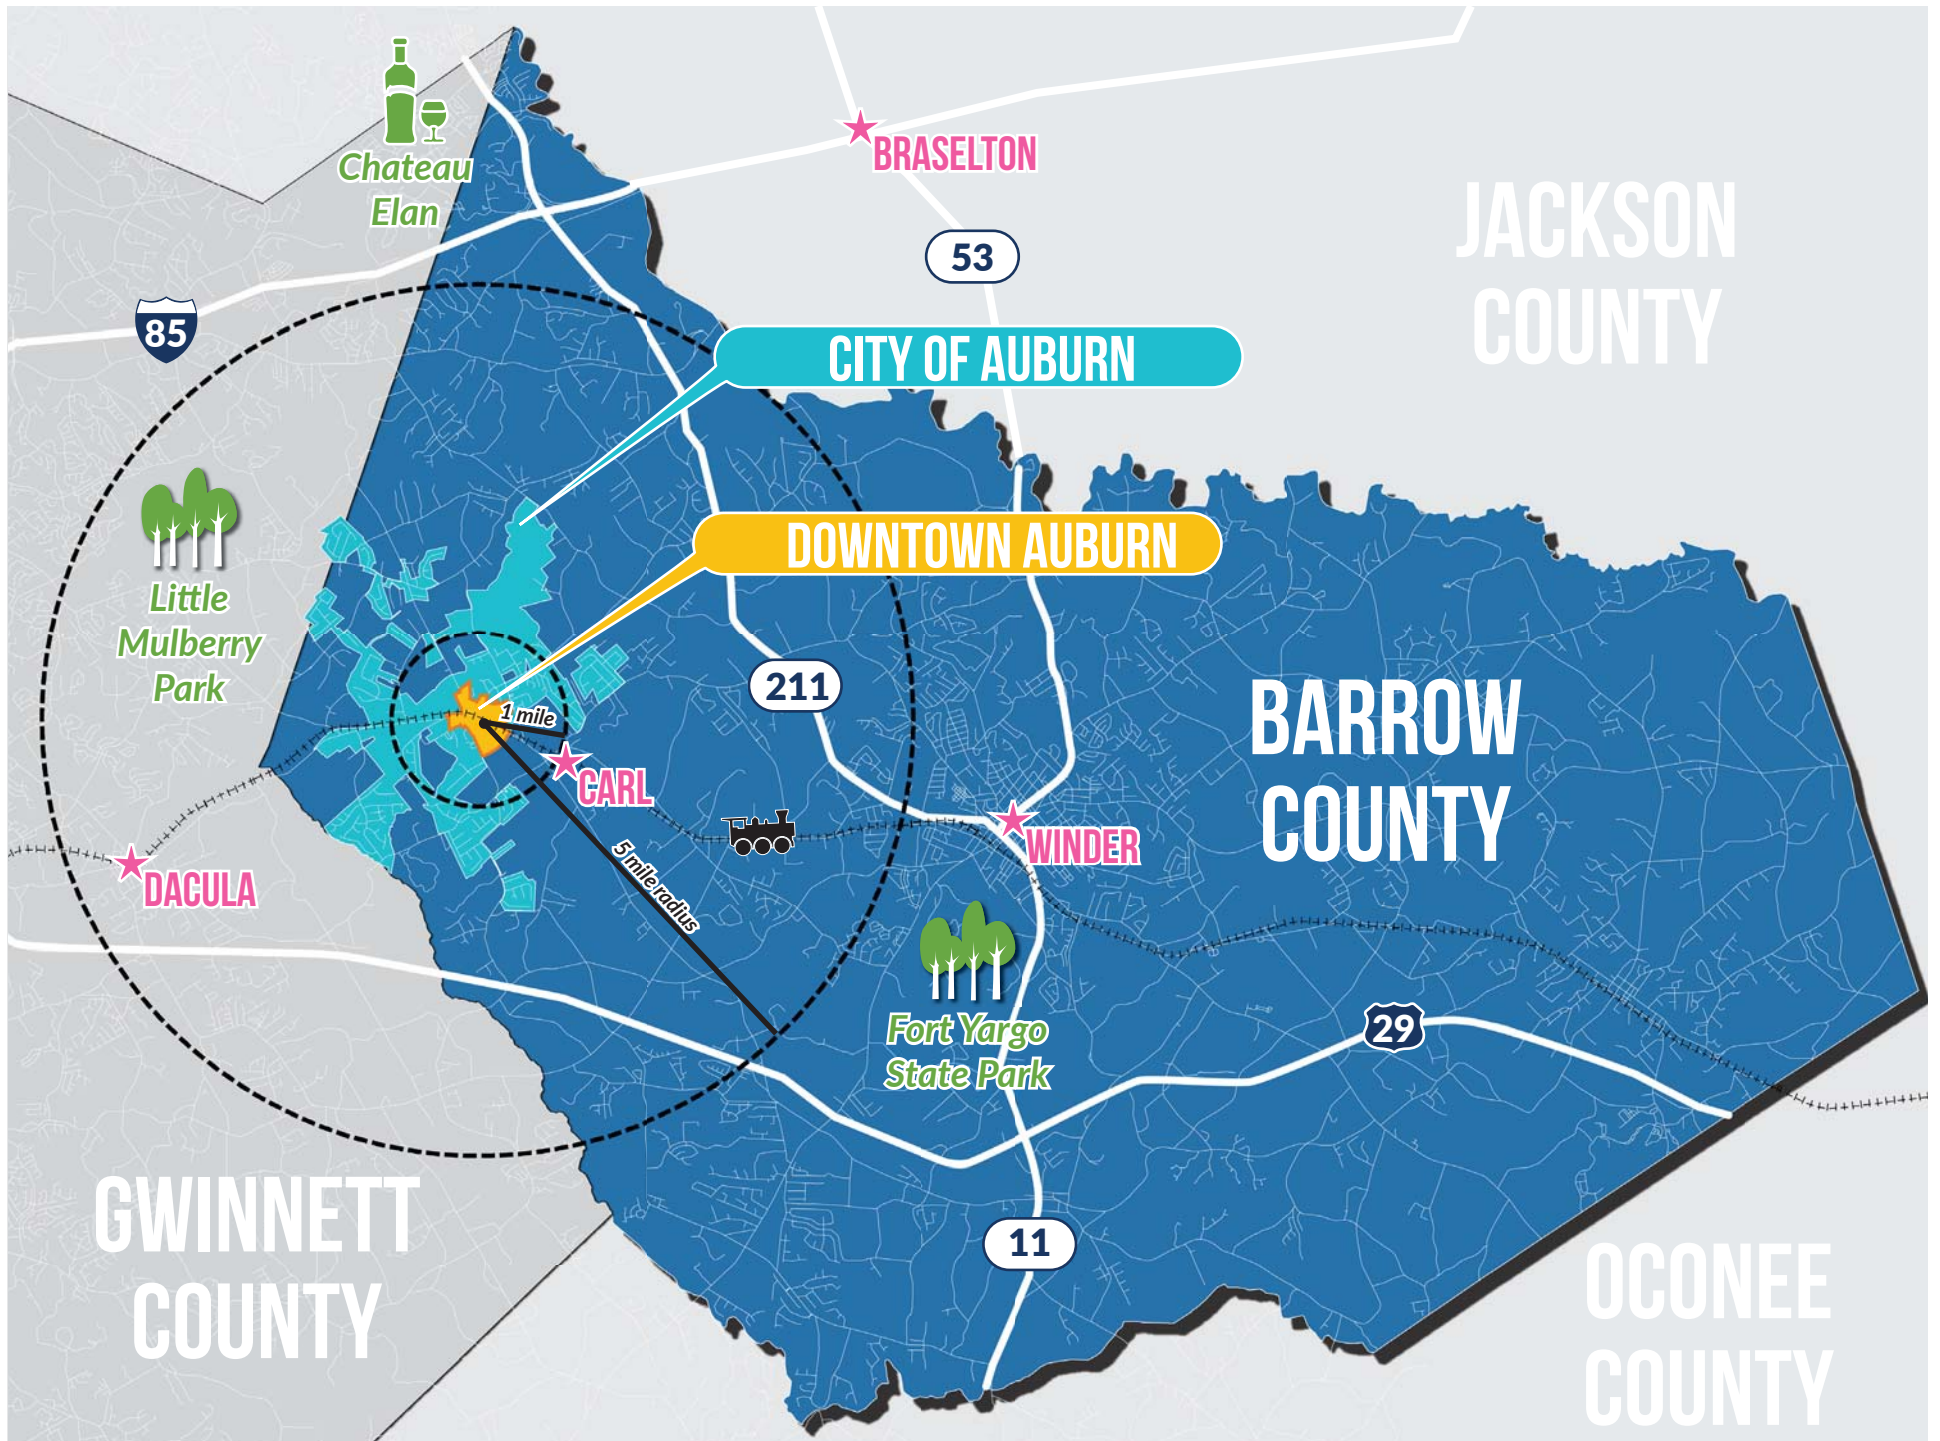 Chateau
Elan
BRASELTON
JACKSON
COUNTY
53
85
CITY OF AUBURN
DOWNTOWN AUBURN
Little
Mulberry
Park
211
1 mile
CARL
BARROW
COUNTY
WINDER
5 mile radius
DACULA
Fort Yargo
State Park
29
GWINNETT
COUNTY
11
OCONEE
COUNTY